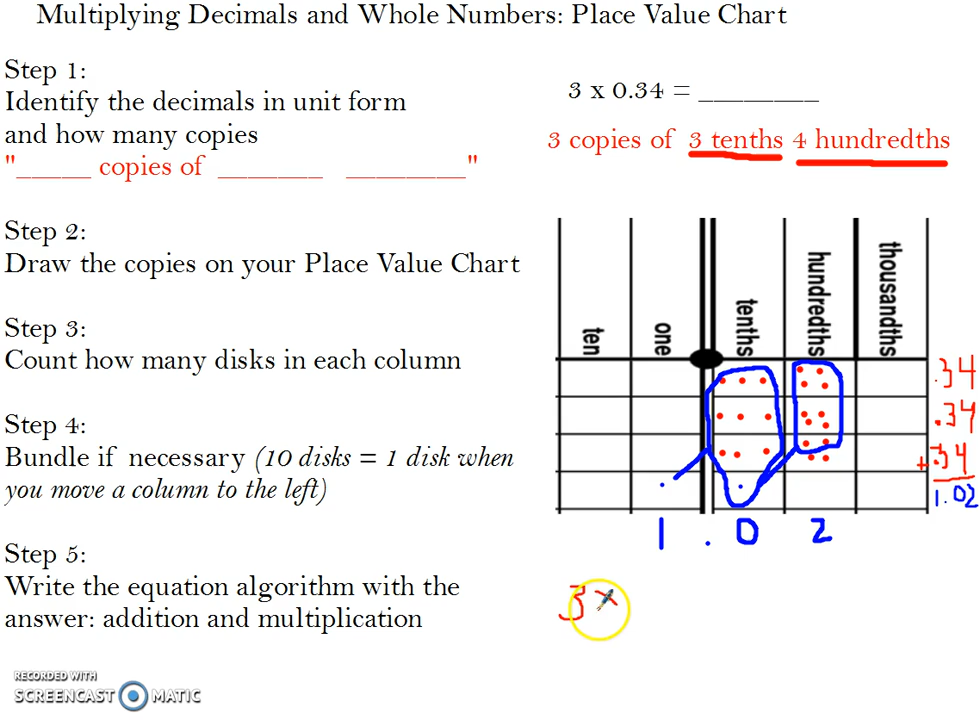 Multiplying Decimals and Whole Numbers: Place Value Chart
Step 1:
Identify the decimals in unit form
and how many copies
"_____ copies of _______ ________"
Step 2:
Draw the copies on your Place Value Chart
Step 3:
Count how many disks in each column
Step 4:
Bundle if necessary (10 disks = 1 disk when
you move a column to the left)
Step 5:
Write the equation algorithm with the
answer: addition and multiplication
3 x 0.34 = ________
3 copies of 3 tenths 4 hundredths
ten
one
tenths
hundredths
thousandths
.34
.34
+.34
1.02
1 . 0 2
3 x
RECORDED WITH
SCREENCAST MATIC